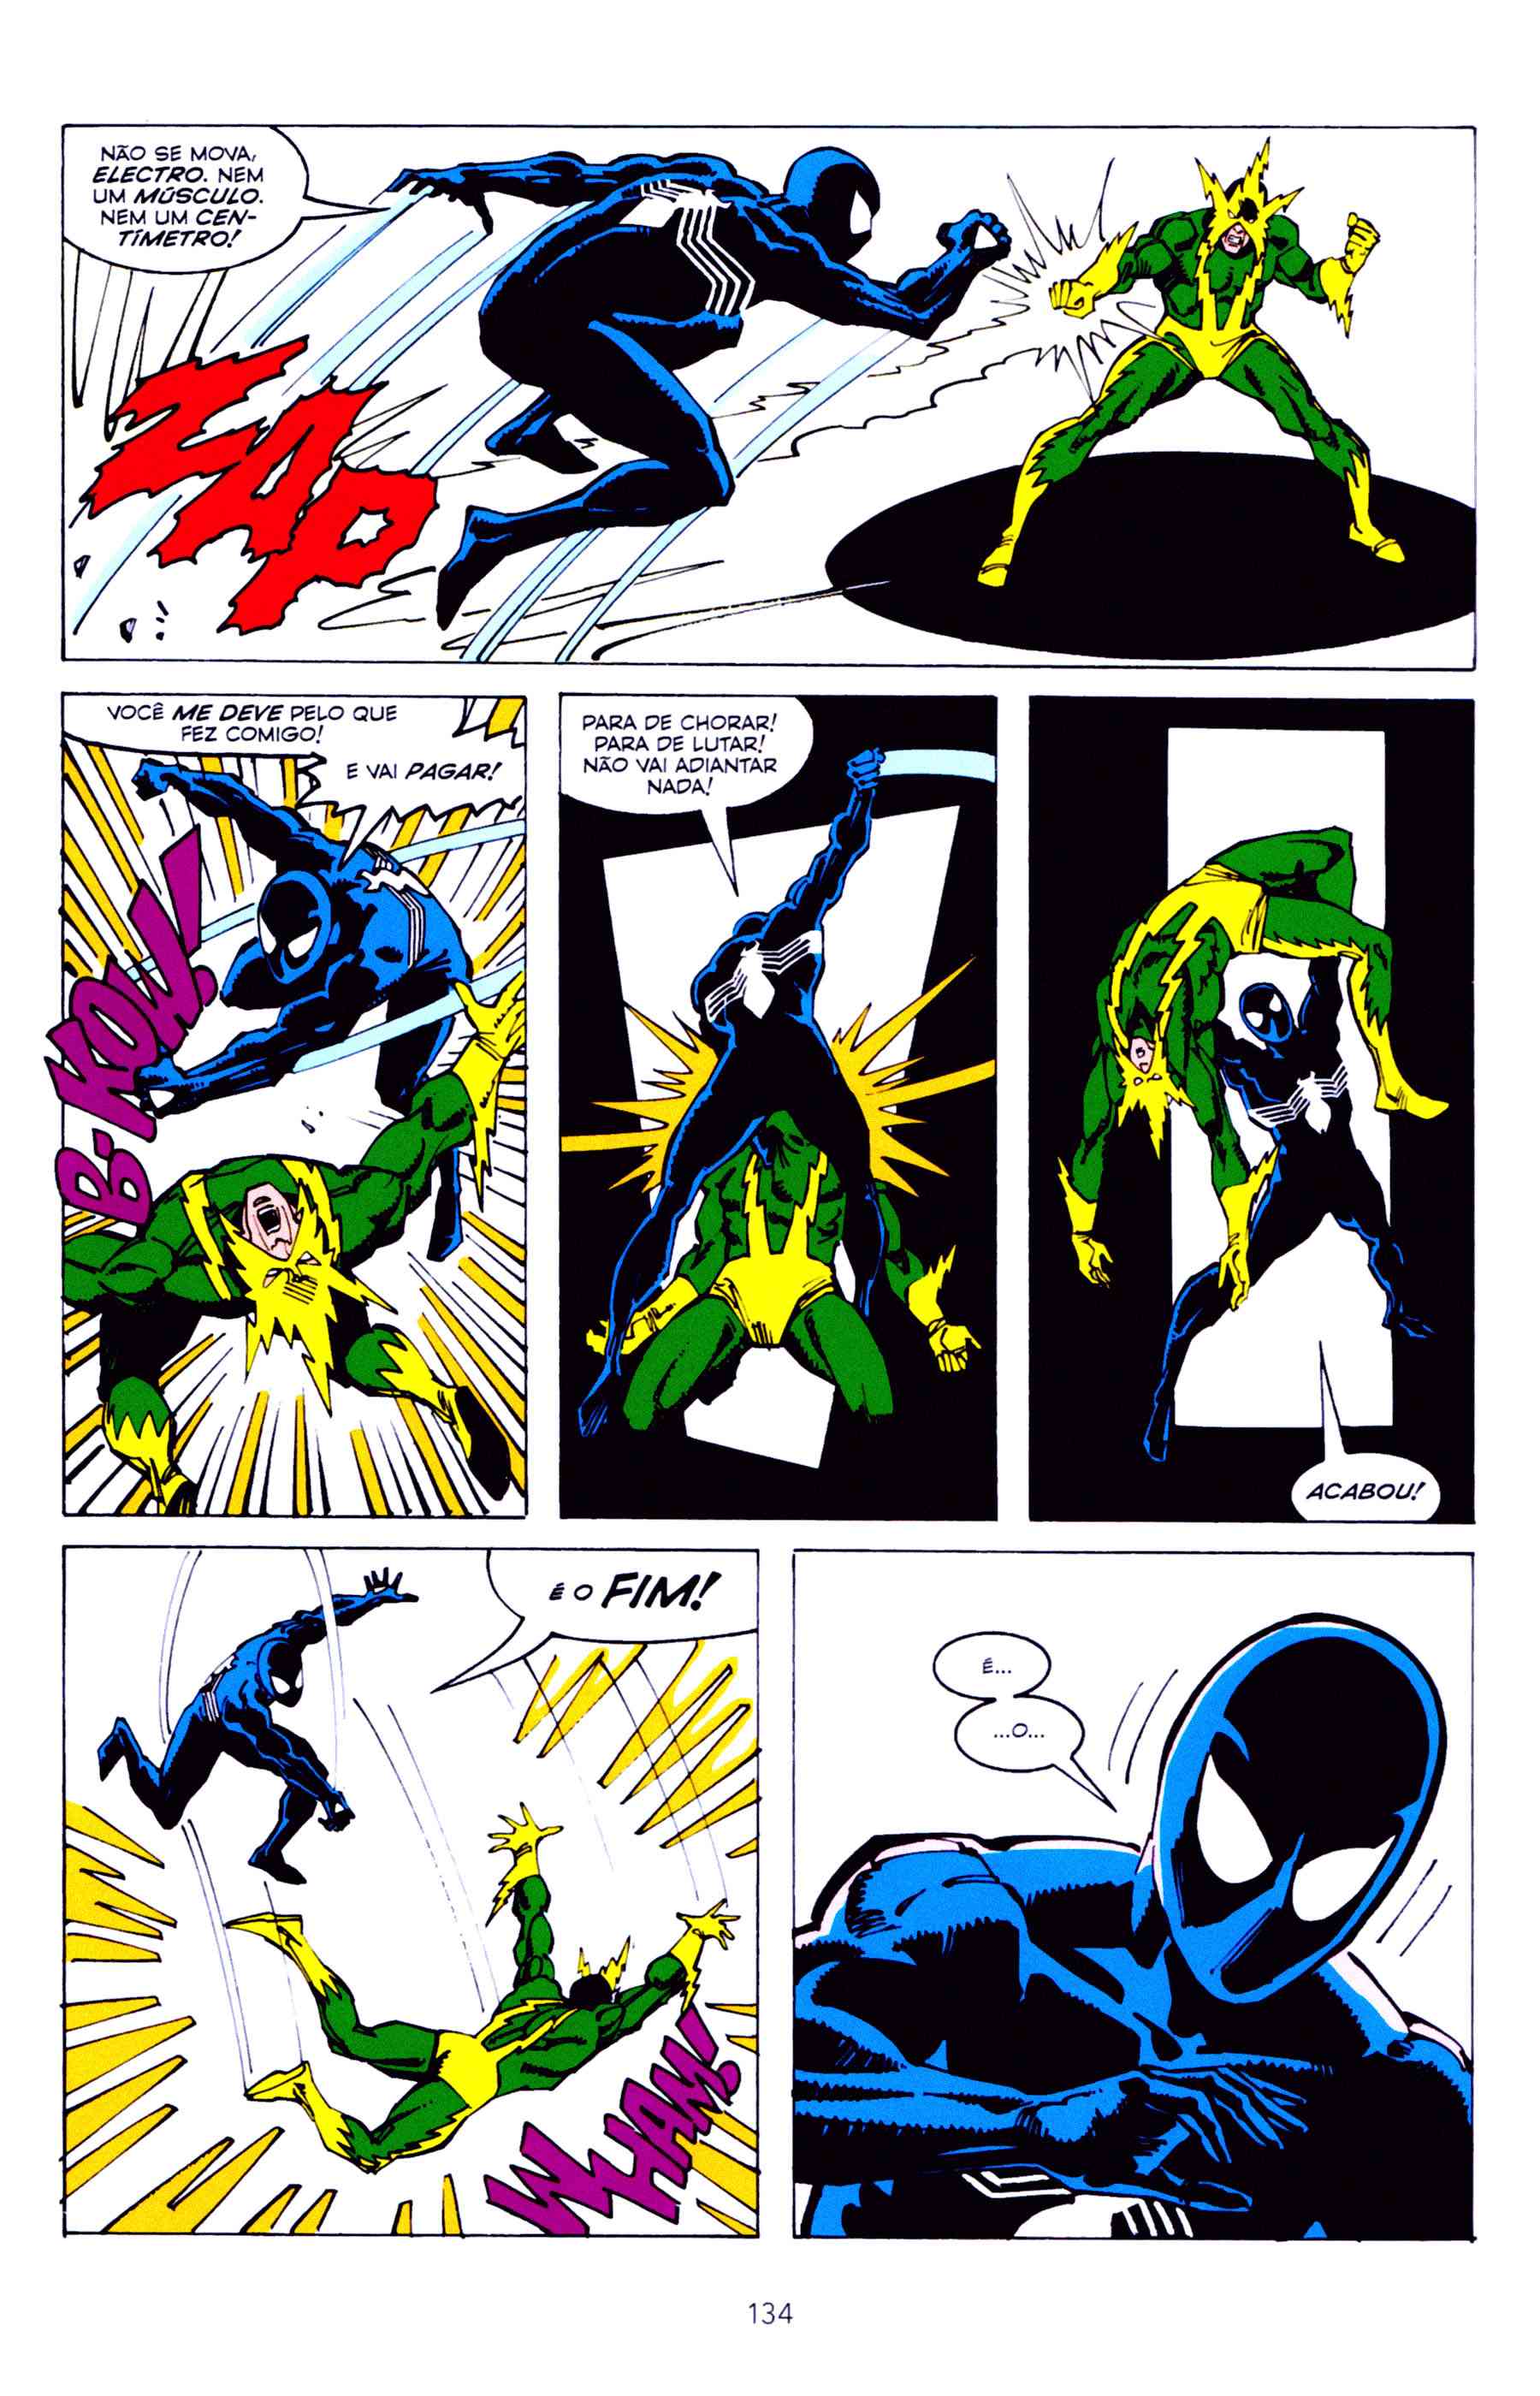 NÃO SE MOVA,
ELECTRO. NEM
UM MÚSCULO.
NEM UM CEN-
TÍMETRO!
ZAP
VOCÊ ME DEVE PELO QUE
FEZ COMIGO!
E VAI PAGAR!
B-KOW!
PARA DE CHORAR!
PARA DE LUTAR!
NÃO VAI ADIANTAR
NADA!
ACABOU!
É O FIM!
WHAM!
É...
...O...
134